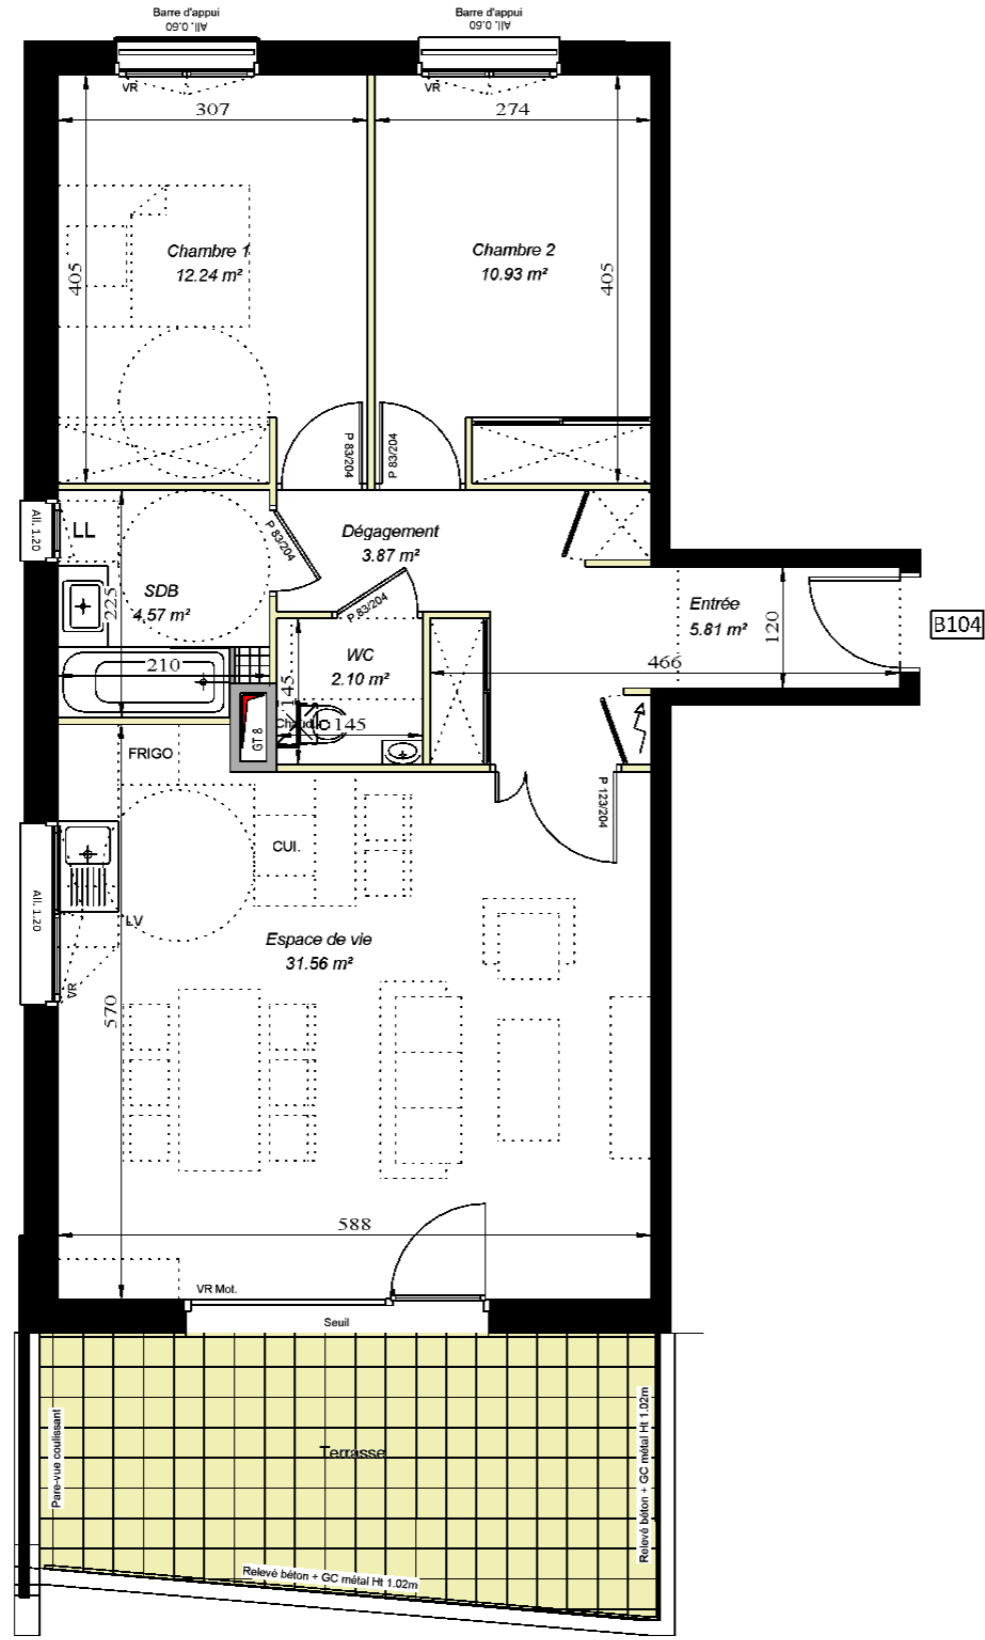 Barre d'appui
All. 0.60
Barre d'appui
All. 0.60
VR
VR
307
274
405
405
Chambre 1
12.24 m²
Chambre 2
10.93 m²
P 83/204
P 83/204
All. 1.20
LL
P 83/204
Dégagement
3.87 m²
SDB
4.57 m²
225
210
P 83/204
WC
2.10 m²
145
145
GT 8
Entrée
5.81 m²
120
466
B104
FRIGO
P 123/204
CUI.
All. 1.20
LV
VR
Espace de vie
31.56 m²
570
588
VR Mot.
Seuil
Terrasse
Pare-vue coulissant
Relevé béton + GC métal Ht 1.02m
Relevé béton + GC métal Ht 1.02m